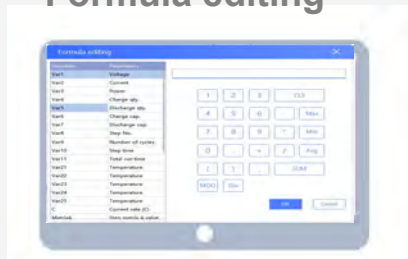 Formula editing
Formula editing
Var1 Voltage
Var2 Current
Var3 Power
Var4 Charge qty.
Var5 Discharge qty.
Var6 Charge cap.
Var7 Discharge cap.
Var8 Step No.
Var9 Number of cycles
Var10 Step time
Var11 Total run time
Var21 Temperature
Var22 Temperature
Var23 Temperature
Var24 Temperature
Var25 Temperature
C Current rate (C)
1 2 3 CLS
4 5 6 - Max
7 8 9 * Min
0 . + / Avg
( ) , SUM
MOD Div
OK Cancel